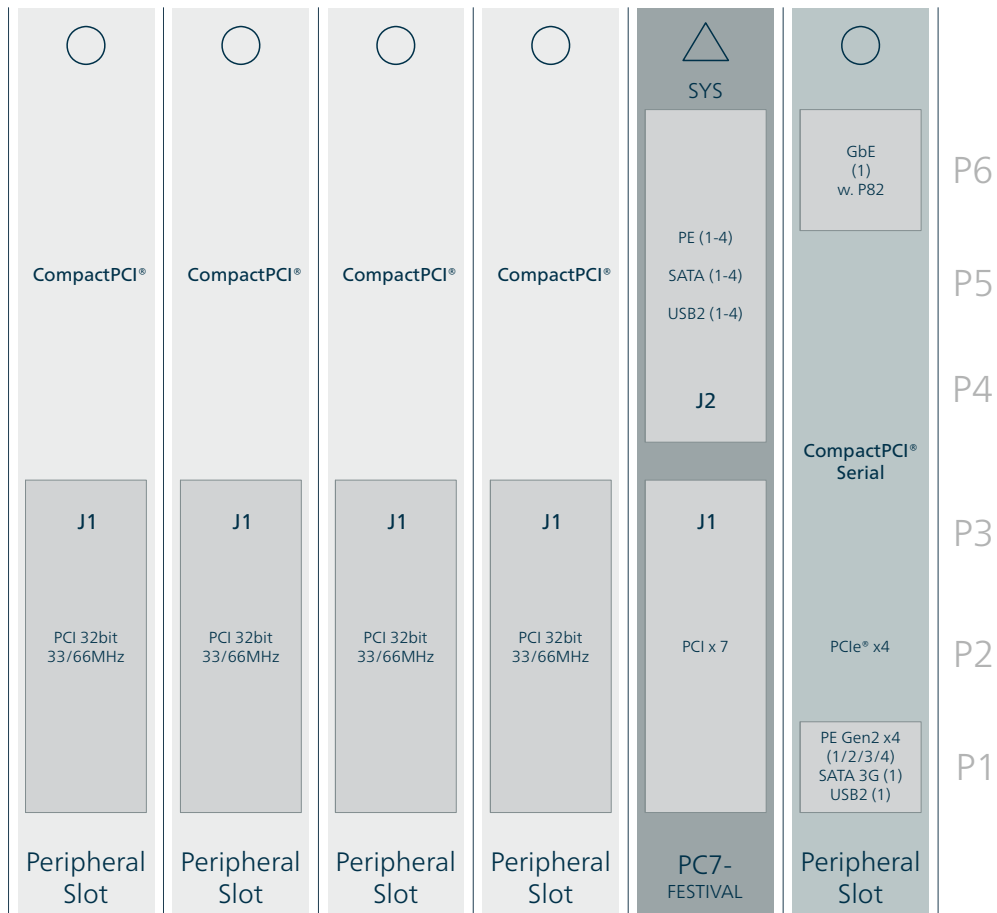 CompactPCI®
J1
PCI 32bit
33/66MHz
Peripheral
Slot
CompactPCI®
J1
PCI 32bit
33/66MHz
Peripheral
Slot
CompactPCI®
J1
PCI 32bit
33/66MHz
Peripheral
Slot
CompactPCI®
J1
PCI 32bit
33/66MHz
Peripheral
Slot
SYS
PE (1-4)
SATA (1-4)
USB2 (1-4)
J2
J1
PCI x 7
PC7-
FESTIVAL
GbE
(1)
w. P82
CompactPCI®
Serial
PCIe® x4
PE Gen2 x4
(1/2/3/4)
SATA 3G (1)
USB2 (1)
Peripheral
Slot
P6
P5
P4
P3
P2
P1